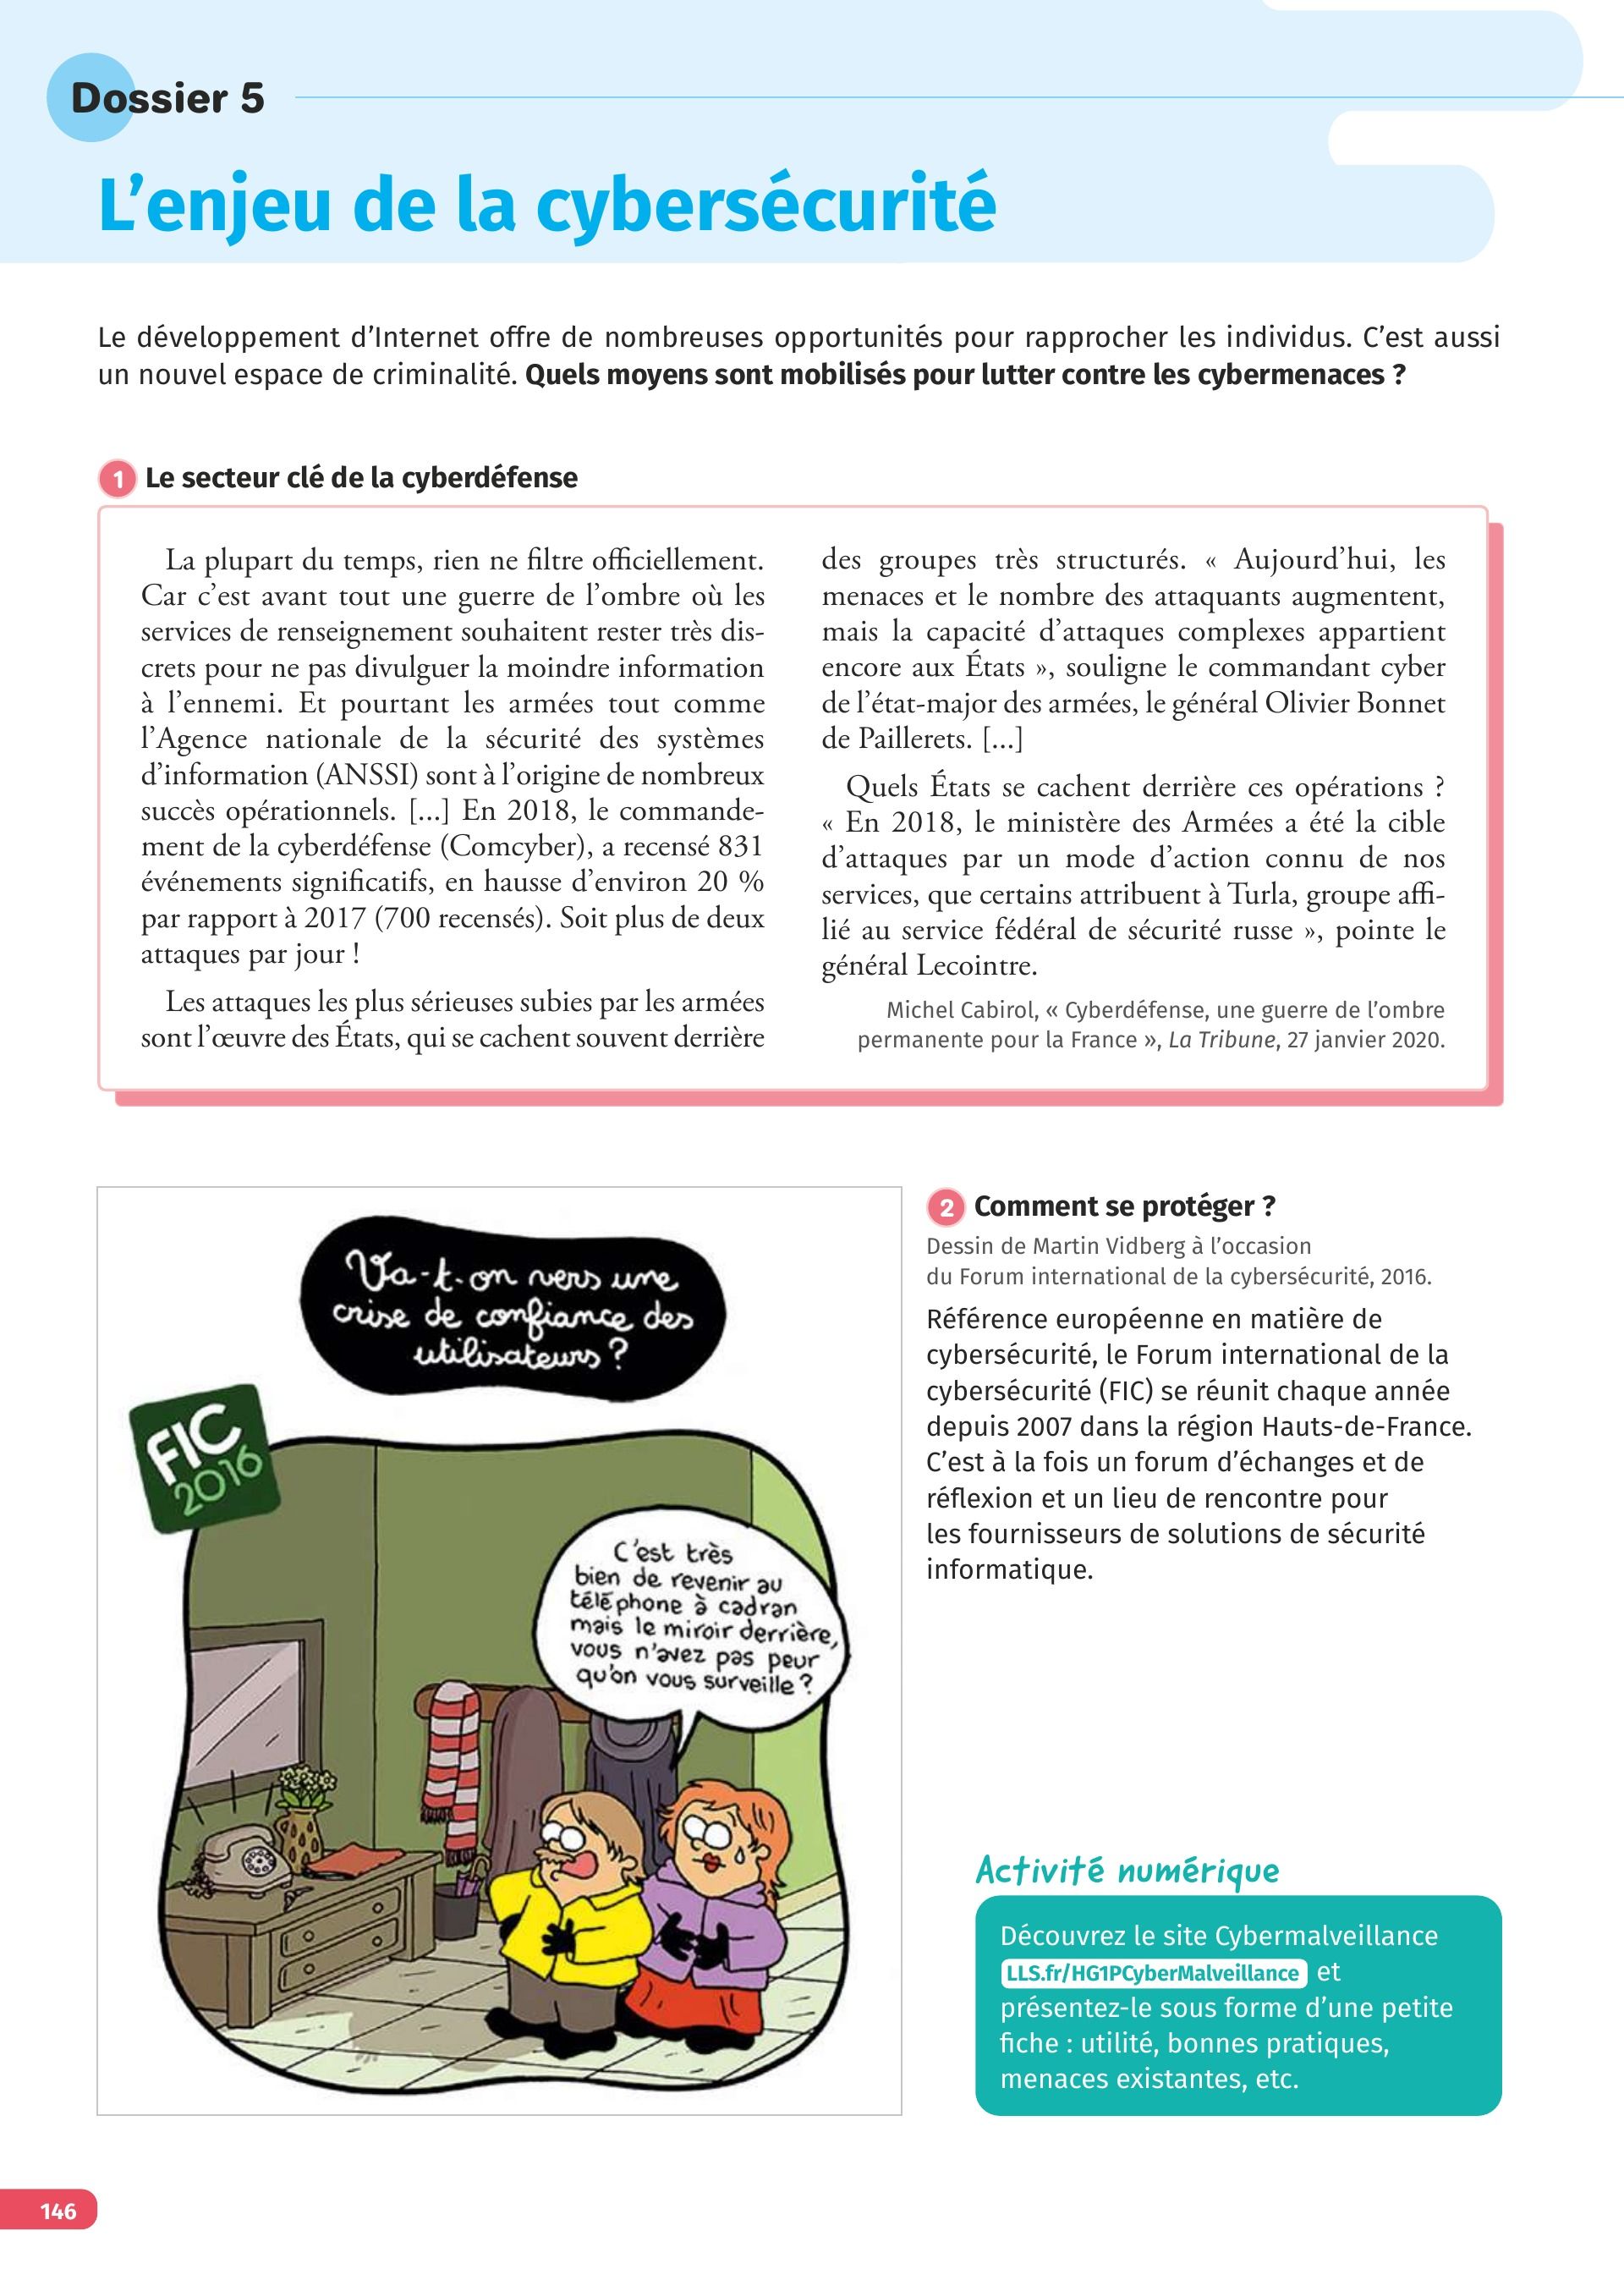 Dossier 5
L’enjeu de la cybersécurité
Le développement d’Internet offre de nombreuses opportunités pour rapprocher les individus. C’est aussi
un nouvel espace de criminalité. Quels moyens sont mobilisés pour lutter contre les cybermenaces ?
1 Le secteur clé de la cyberdéfense
La plupart du temps, rien ne filtre officiellement.
Car c’est avant tout une guerre de l’ombre où les
services de renseignement souhaitent rester très dis-
crets pour ne pas divulguer la moindre information
à l’ennemi. Et pourtant les armées tout comme
l’Agence nationale de la sécurité des systèmes
d’information (ANSSI) sont à l’origine de nombreux
succès opérationnels. [...] En 2018, le commande-
ment de la cyberdéfense (Comcyber), a recensé 831
événements significatifs, en hausse d’environ 20 %
par rapport à 2017 (700 recensés). Soit plus de deux
attaques par jour !
Les attaques les plus sérieuses subies par les armées
sont l’œuvre des États, qui se cachent souvent derrière
des groupes très structurés. « Aujourd’hui, les
menaces et le nombre des attaquants augmentent,
mais la capacité d’attaques complexes appartient
encore aux États », souligne le commandant cyber
de l’état-major des armées, le général Olivier Bonnet
de Paillerets. [...]
Quels États se cachent derrière ces opérations ?
« En 2018, le ministère des Armées a été la cible
d’attaques par un mode d’action connu de nos
services, que certains attribuent à Turla, groupe affi-
lié au service fédéral de sécurité russe », pointe le
général Lecointre.
Michel Cabirol, « Cyberdéfense, une guerre de l’ombre
permanente pour la France », La Tribune, 27 janvier 2020.
Va-t-on vers une
crise de confiance des
utilisateurs ?
FIC
2016
C'est très
bien de revenir au
téléphone à cadran
mais le miroir derrière,
vous n'avez pas peur
qu'on vous surveille ?
2 Comment se protéger ?
Dessin de Martin Vidberg à l’occasion
du Forum international de la cybersécurité, 2016.
Référence européenne en matière de
cybersécurité, le Forum international de la
cybersécurité (FIC) se réunit chaque année
depuis 2007 dans la région Hauts-de-France.
C’est à la fois un forum d’échanges et de
réflexion et un lieu de rencontre pour
les fournisseurs de solutions de sécurité
informatique.
Activité numérique
Découvrez le site Cybermalveillance
LLS.fr/HG1PCyberMalveillance et
présentez-le sous forme d’une petite
fiche : utilité, bonnes pratiques,
menaces existantes, etc.
146